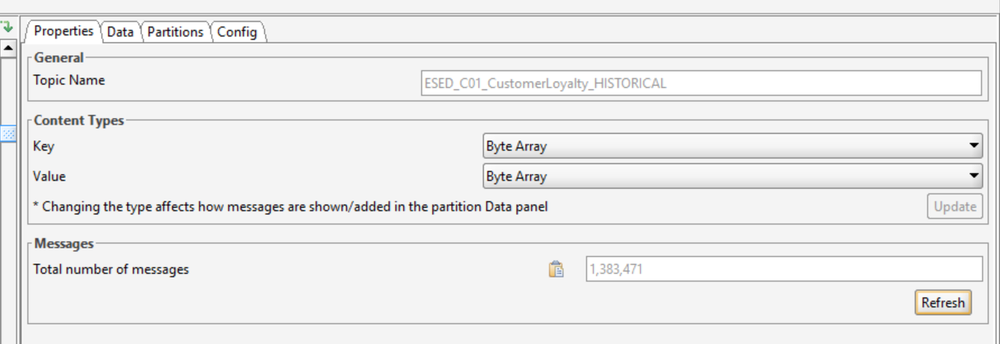 Properties Data Partitions Config
General
Topic Name ESED_C01_CustomerLoyalty_HISTORICAL
Content Types
Key Byte Array
Value Byte Array
* Changing the type affects how messages are shown/added in the partition Data panel Update
Messages
Total number of messages 1,383,471
Refresh